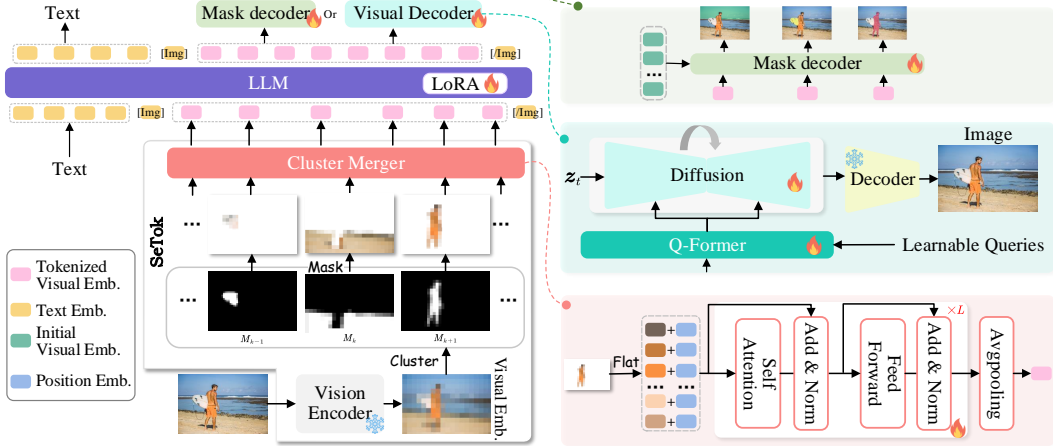 Text
Mask decoder
Or
Visual Decoder
[Img]
[/Img]
LLM
LoRA
[Img]
[/Img]
Text
Cluster Merger
SeTok
...
...
Mask
...
...
M_{k-1}
M_k
M_{k+1}
Cluster
Vision
Encoder
Visual Emb.
Tokenized
Visual Emb.
Text Emb.
Initial
Visual Emb.
Position Emb.
...
Mask decoder
z_t
Diffusion
Decoder
Image
Q-Former
Learnable Queries
Flat
+
+
+
... ...
+
+
Self
Attention
Add & Norm
Feed
Forward
Add & Norm
×L
Avgpooling